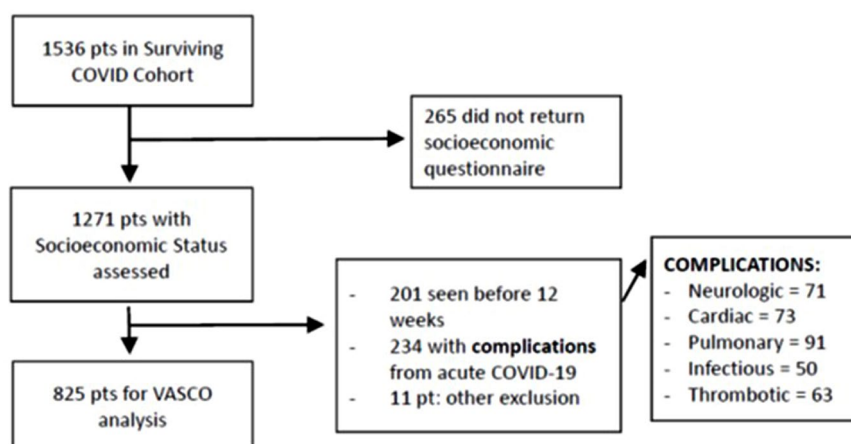 1536 pts in Surviving
COVID Cohort
265 did not return
socioeconomic
questionnaire
1271 pts with
Socioeconomic Status
assessed
- 201 seen before 12
weeks
- 234 with complications
from acute COVID-19
- 11 pt: other exclusion
COMPLICATIONS:
- Neurologic = 71
- Cardiac = 73
- Pulmonary = 91
- Infectious = 50
- Thrombotic = 63
825 pts for VASCO
analysis